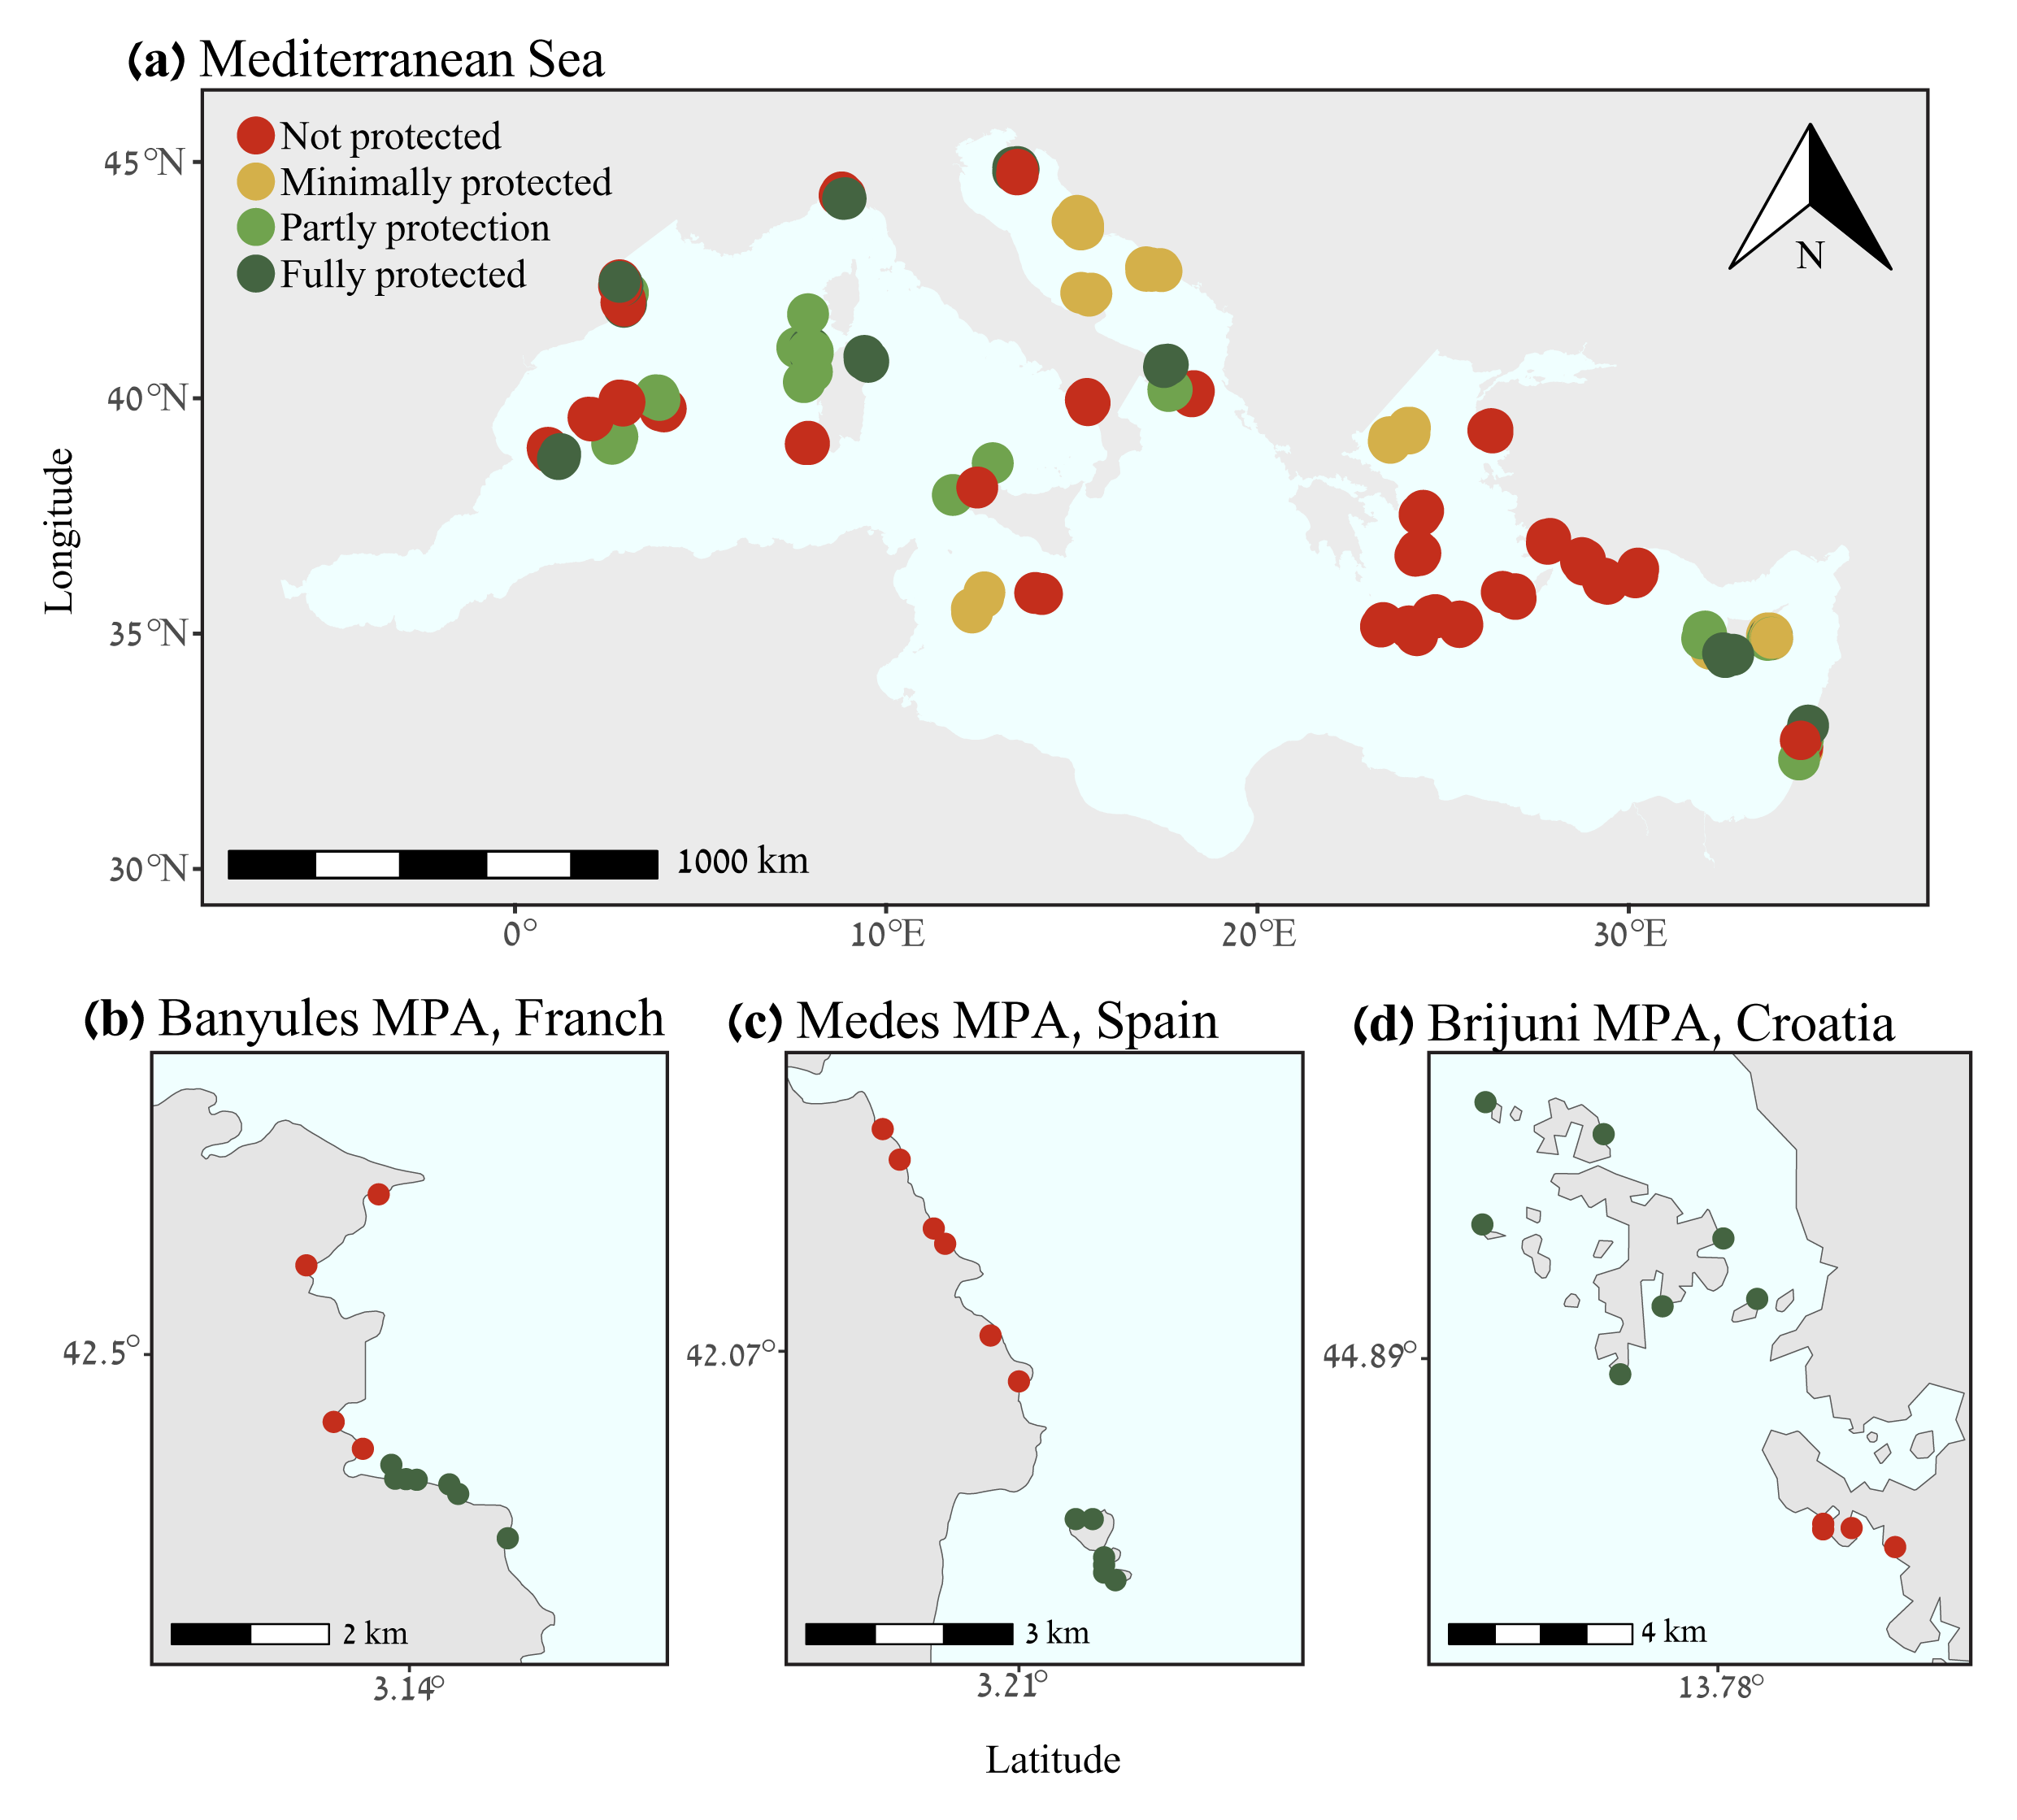 (a) Mediterranean Sea
Not protected
Minimally protected
Partly protection
Fully protected
N
45°N
40°N
35°N
30°N
Longitude
1000 km
0°
10°E
20°E
30°E
(b) Banyules MPA, Franch
(c) Medes MPA, Spain
(d) Brijuni MPA, Croatia
42.5°
42.07°
44.89°
2 km
3 km
4 km
3.14°
3.21°
13.78°
Latitude